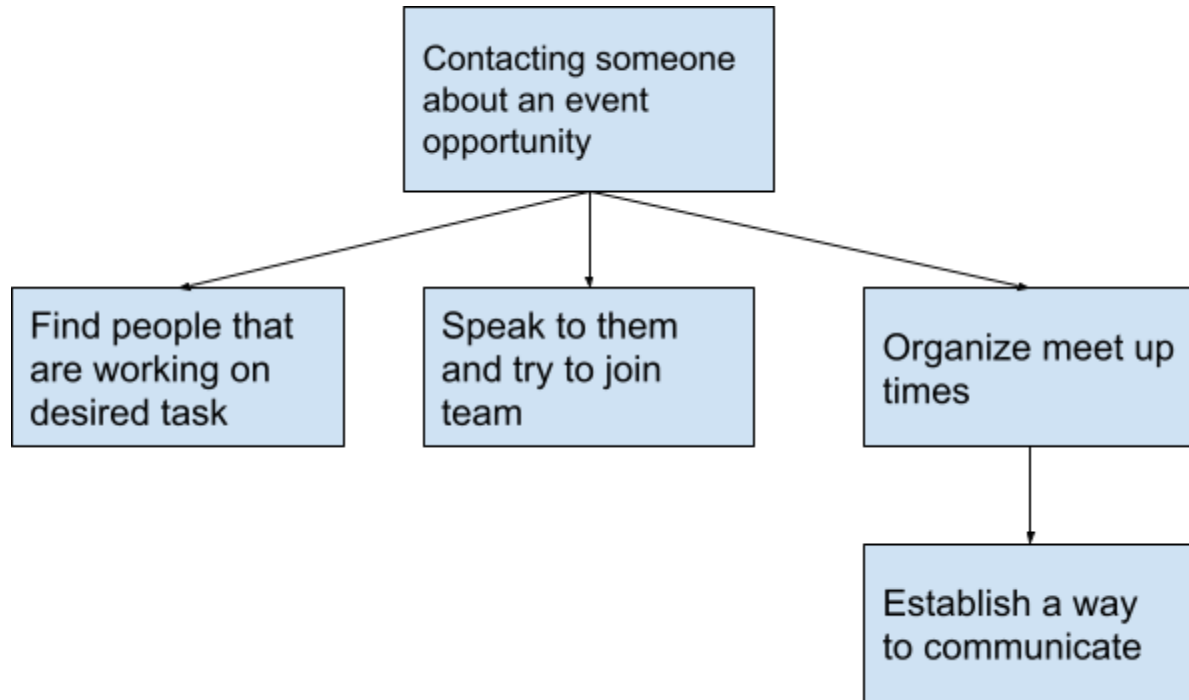 Contacting someone
about an event
opportunity
Find people that
are working on
desired task
Speak to them
and try to join
team
Organize meet up
times
Establish a way
to communicate